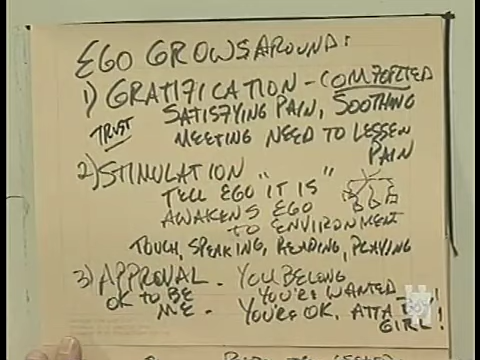 EGO GROWS AROUND:
1) GRATIFICATION - COMFORTED
SATISFYING PAIN, SOOTHING
TRUST
MEETING NEED TO LESSEN
PAIN
2) STIMULATION " "
TELL EGO IT IS
AWAKENS EGO
TO ENVIRONMENT
TOUCH, SPEAKING, READING, PLAYING
3) APPROVAL - YOU BELONG
OK TO BE YOU'RE WANTED -
ME - YOU'RE OK, ATTA
GIRL!